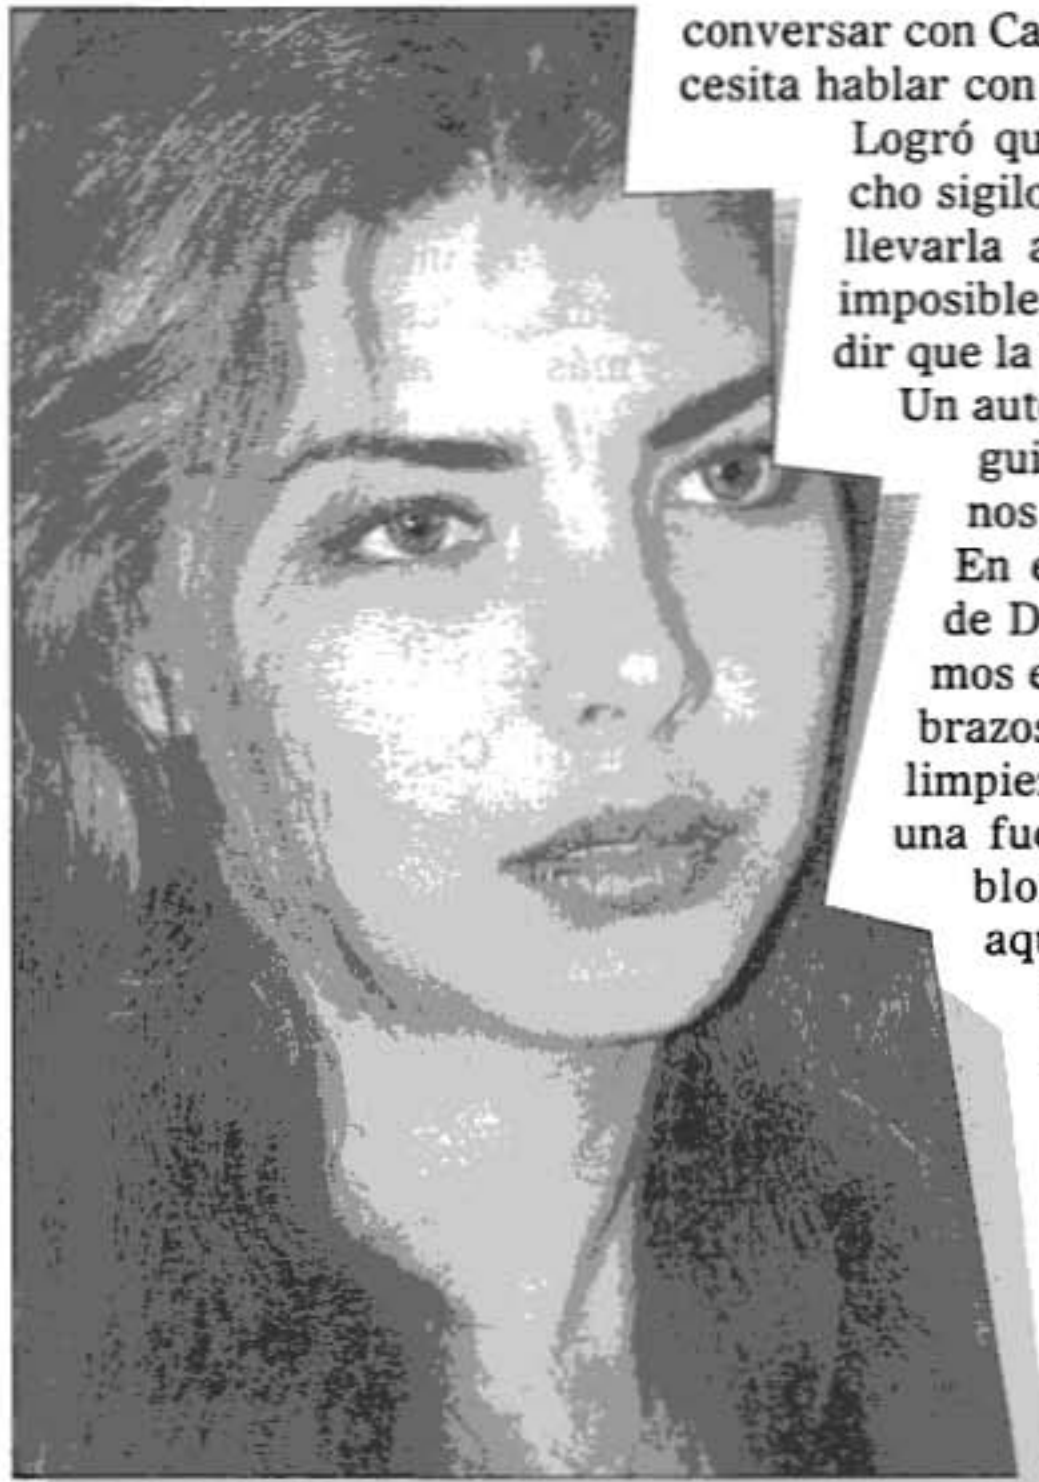 conversar con Ca
cesita hablar con
Logró qu
cho sigilo
llevarla a
imposible
dir que la
Un aut
gui
nos
En e
de D
mos e
brazos
limpie
una fue
blo
aqu